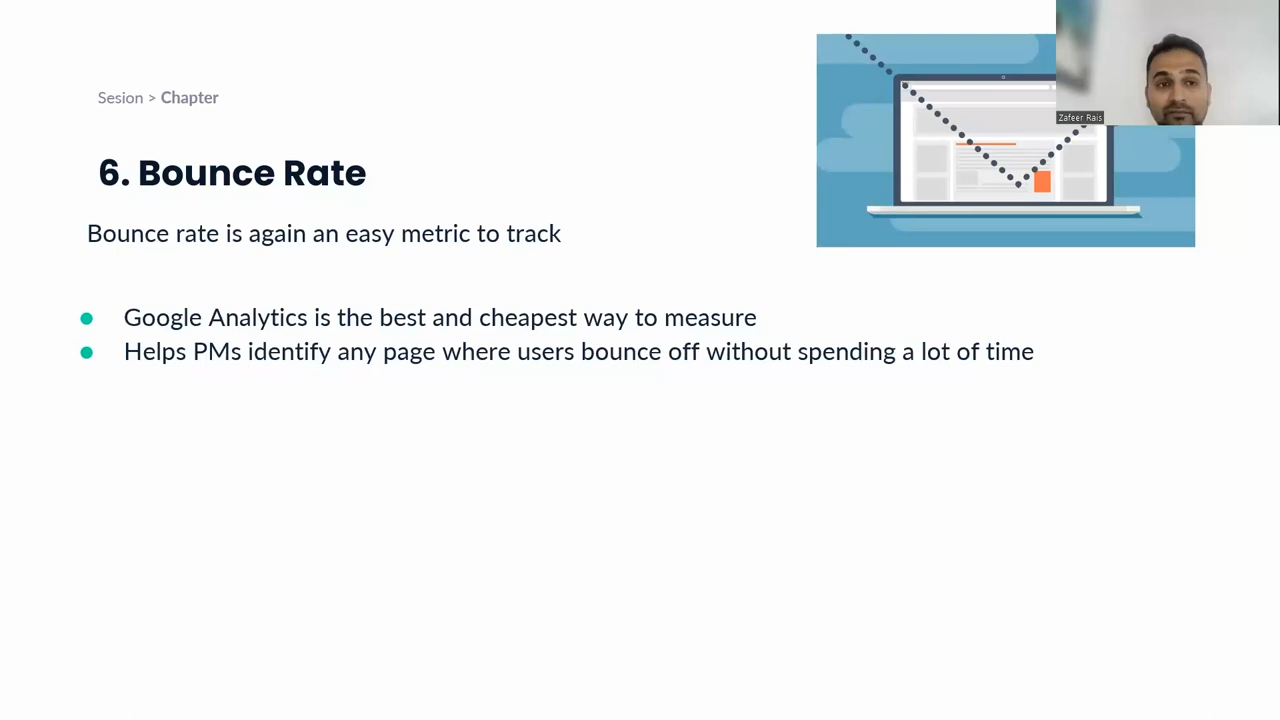 Sesion > Chapter
6. Bounce Rate
Bounce rate is again an easy metric to track
Google Analytics is the best and cheapest way to measure
Helps PMs identify any page where users bounce off without spending a lot of time
Zafeer Rais